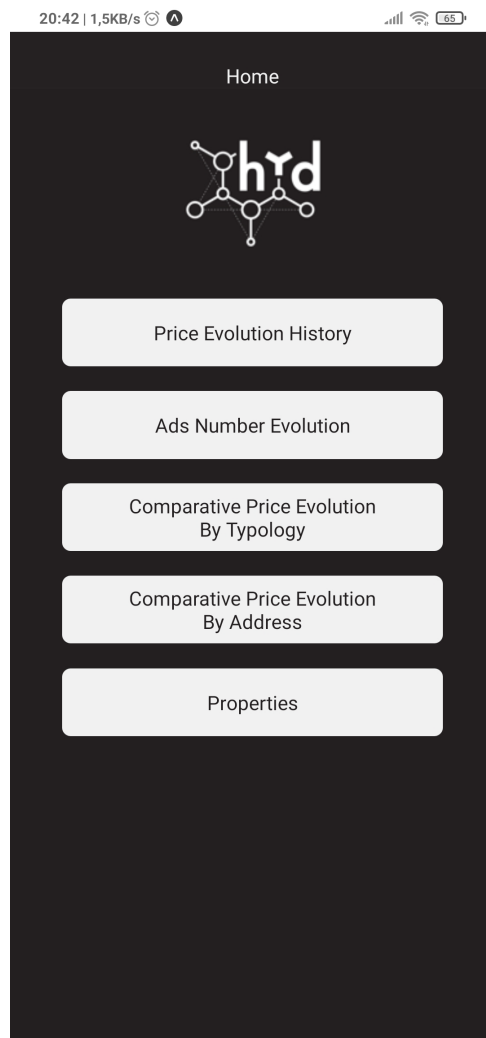 20:42 | 1,5KB/s
65
Home
hyd
Price Evolution History
Ads Number Evolution
Comparative Price Evolution
By Typology
Comparative Price Evolution
By Address
Properties